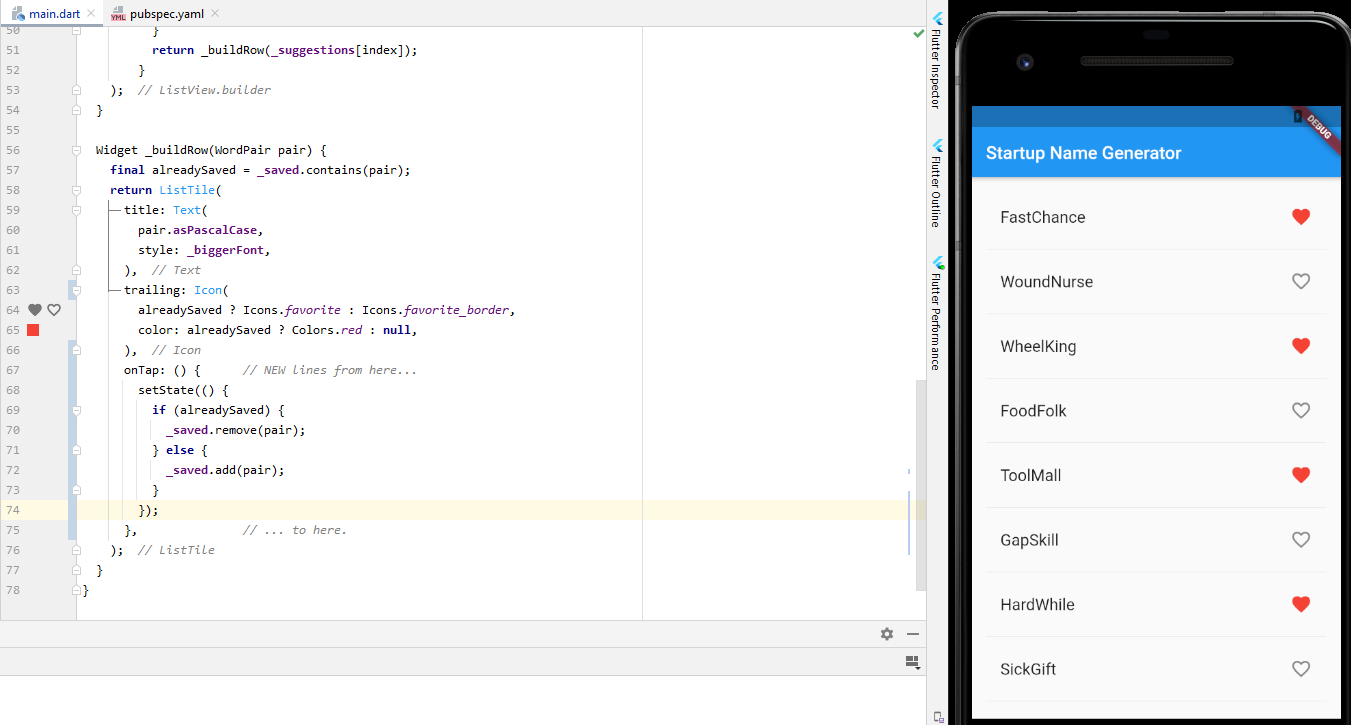 main.dart
YML pubspec.yaml
50 }
51 return _buildRow(_suggestions[index]);
52 }
53 ); // ListView.builder
54 }
55
56 Widget _buildRow(WordPair pair) {
57 final alreadySaved = _saved.contains(pair);
58 return ListTile(
59 title: Text(
60 pair.asPascalCase,
61 style: _biggerFont,
62 ), // Text
63 trailing: Icon(
64 alreadySaved ? Icons.favorite : Icons.favorite_border,
65 color: alreadySaved ? Colors.red : null,
66 ), // Icon
67 onTap: () { // NEW lines from here...
68 setState(() {
69 if (alreadySaved) {
70 _saved.remove(pair);
71 } else {
72 _saved.add(pair);
73 }
74 });
75 }, // ... to here.
76 ); // ListTile
77 }
78 }
Flutter Inspector
Flutter Outline
Flutter Performance
DEBUG
Startup Name Generator
FastChance
WoundNurse
WheelKing
FoodFolk
ToolMall
GapSkill
HardWhile
SickGift